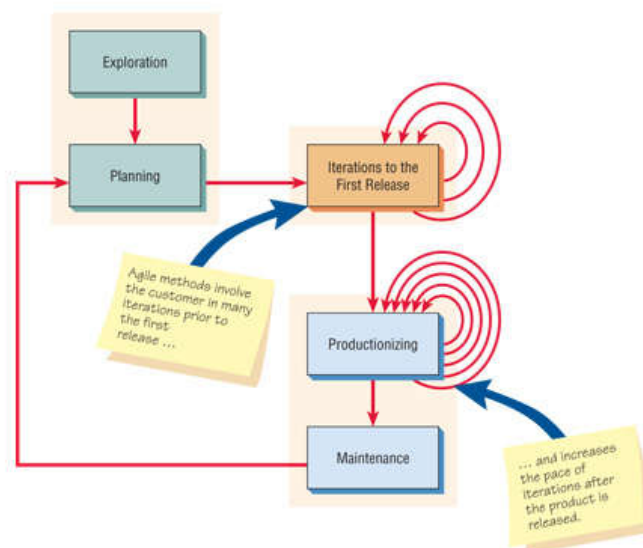 Exploration
Planning
Iterations to the
First Release
Agile methods involve
the customer in many
iterations prior to
the first
release ...
Productionizing
Maintenance
... and increases
the pace of
iterations after
the product is
released.